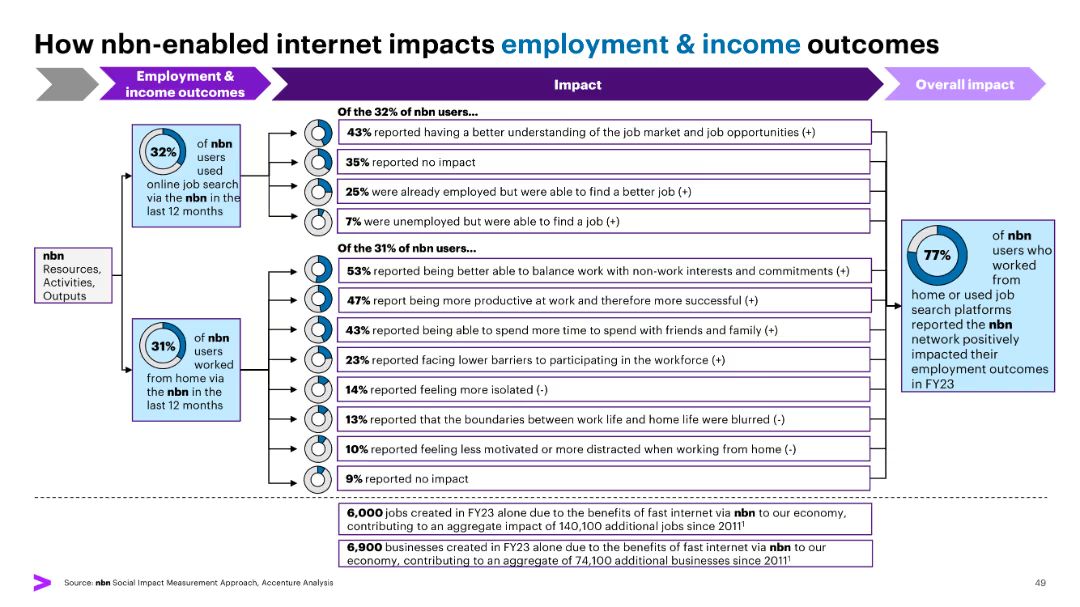 How nbn-enabled internet impacts employment & income outcomes
Employment &
income outcomes
Impact
Overall impact
Of the 32% of nbn users...
32%
of nbn
users
used
online job search
via the nbn in the
last 12 months
43% reported having a better understanding of the job market and job opportunities (+)
35% reported no impact
25% were already employed but were able to find a better job (+)
7% were unemployed but were able to find a job (+)
nbn
Resources,
Activities,
Outputs
Of the 31% of nbn users...
31%
of nbn
users
worked
from home via
the nbn in the
last 12 months
53% reported being better able to balance work with non-work interests and commitments (+)
47% report being more productive at work and therefore more successful (+)
43% reported being able to spend more time to spend with friends and family (+)
23% reported facing lower barriers to participating in the workforce (+)
14% reported feeling more isolated (-)
13% reported that the boundaries between work life and home life were blurred (-)
10% reported feeling less motivated or more distracted when working from home (-)
9% reported no impact
77%
of nbn
users who
worked
from
home or used job
search platforms
reported the nbn
network positively
impacted their
employment outcomes
in FY23
6,000 jobs created in FY23 alone due to the benefits of fast internet via nbn to our economy,
contributing to an aggregate impact of 140,100 additional jobs since 2011¹
6,900 businesses created in FY23 alone due to the benefits of fast internet via nbn to our
economy, contributing to an aggregate of 74,100 additional businesses since 2011¹
Source: nbn Social Impact Measurement Approach, Accenture Analysis
49